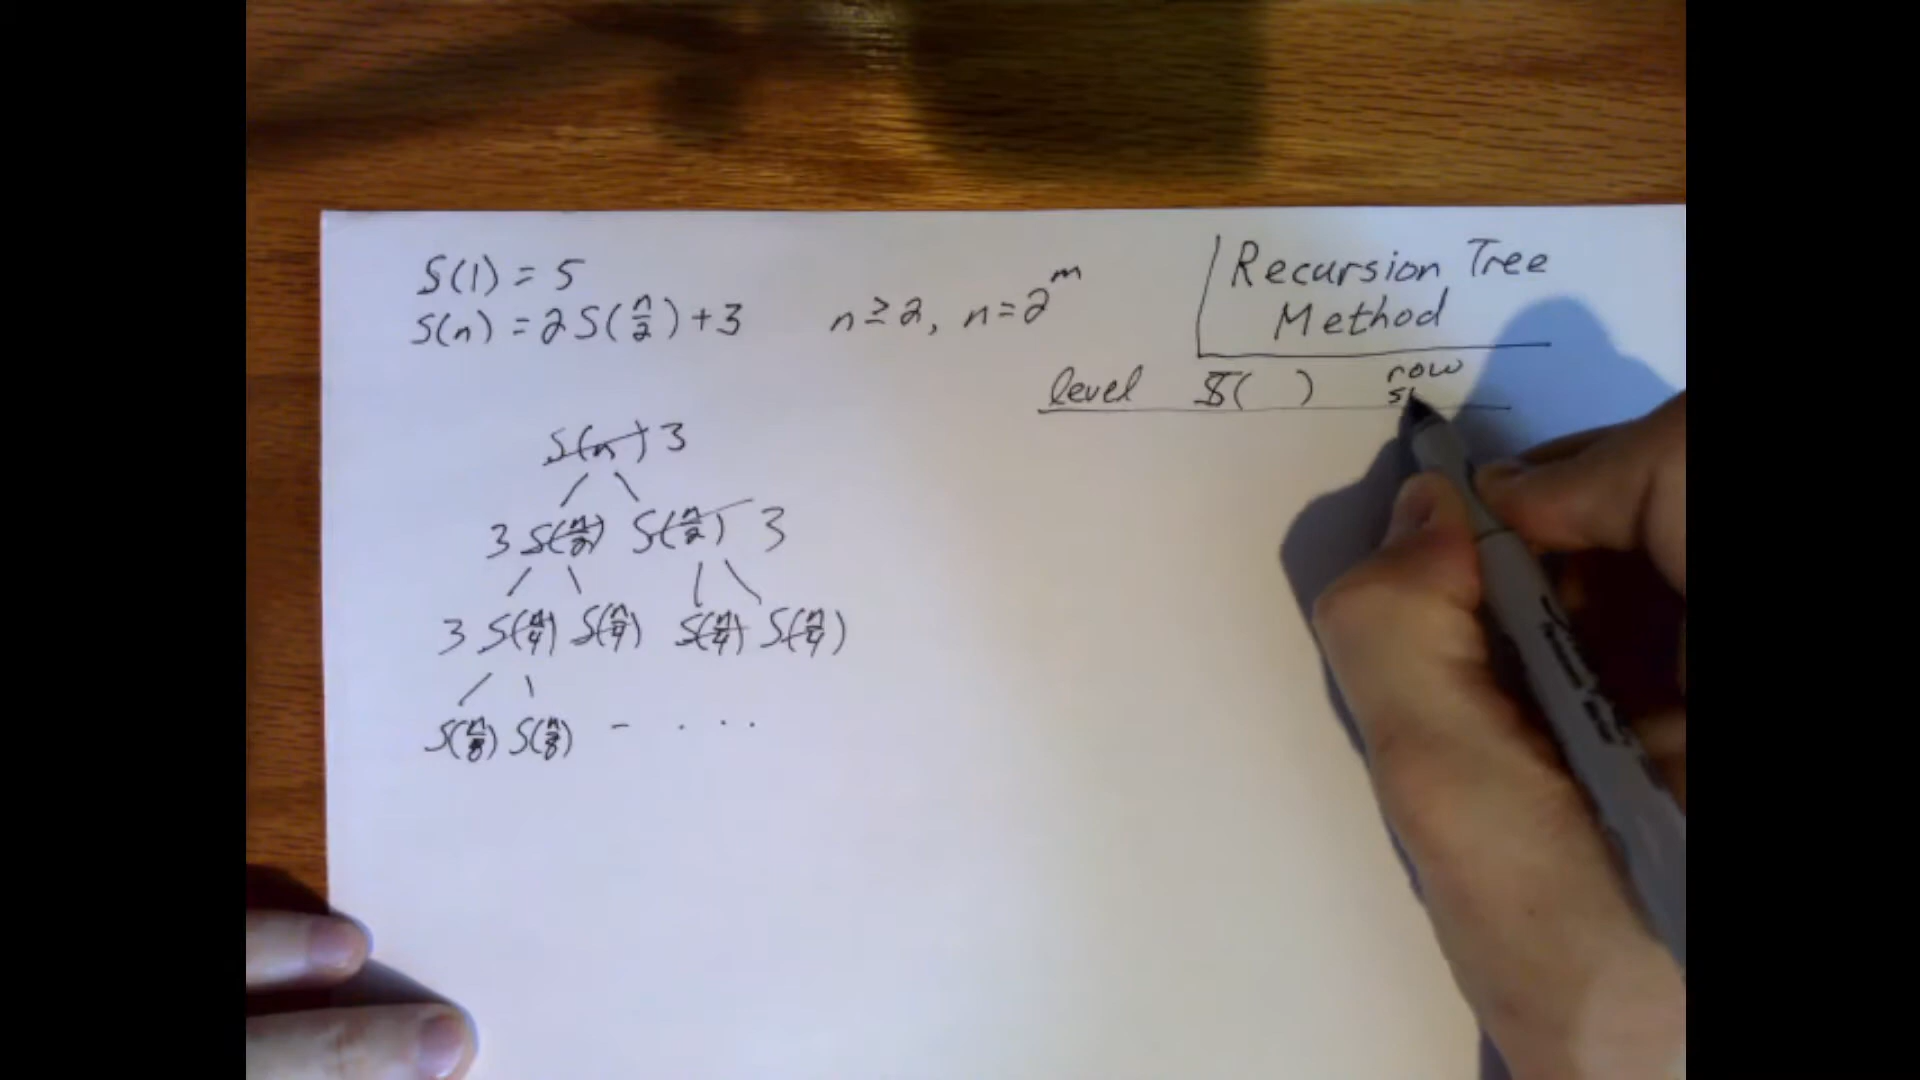 S(1) = 5
S(n) = 2S(n/2)+3 n≥2, n=2^m
Recursion Tree
Method
level S( ) row
S(n) 3
3 S(n/2) S(n/2) 3
3 S(n/4) S(n/4) S(n/4) S(n/4)
S(n/8) S(n/8) - . . .